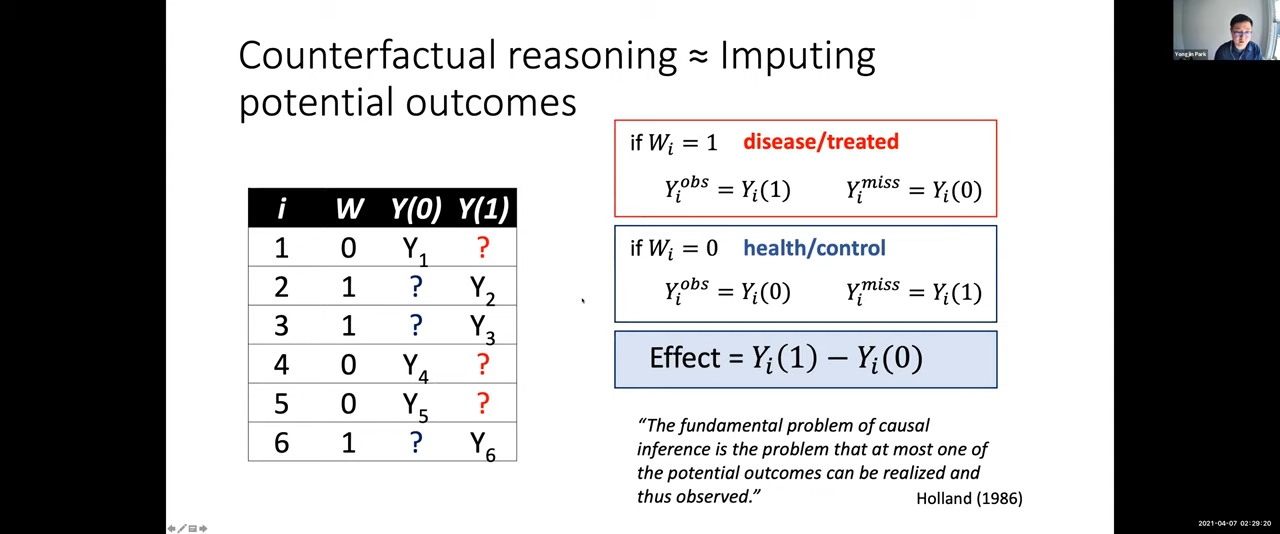 Counterfactual reasoning ≈ Imputing
potential outcomes
i W Y(0) Y(1)
1 0 Y₁ ?
2 1 ? Y₂
3 1 ? Y₃
4 0 Y₄ ?
5 0 Y₅ ?
6 1 ? Y₆
if Wᵢ = 1 disease/treated
Yᵢᵒᵇˢ = Yᵢ(1) Yᵢᵐⁱˢˢ = Yᵢ(0)
if Wᵢ = 0 health/control
Yᵢᵒᵇˢ = Yᵢ(0) Yᵢᵐⁱˢˢ = Yᵢ(1)
Effect = Yᵢ(1) − Yᵢ(0)
“The fundamental problem of causal
inference is the problem that at most one of
the potential outcomes can be realized and
thus observed.”
Holland (1986)
Yongjin Park
2021-04-07 02:29:20